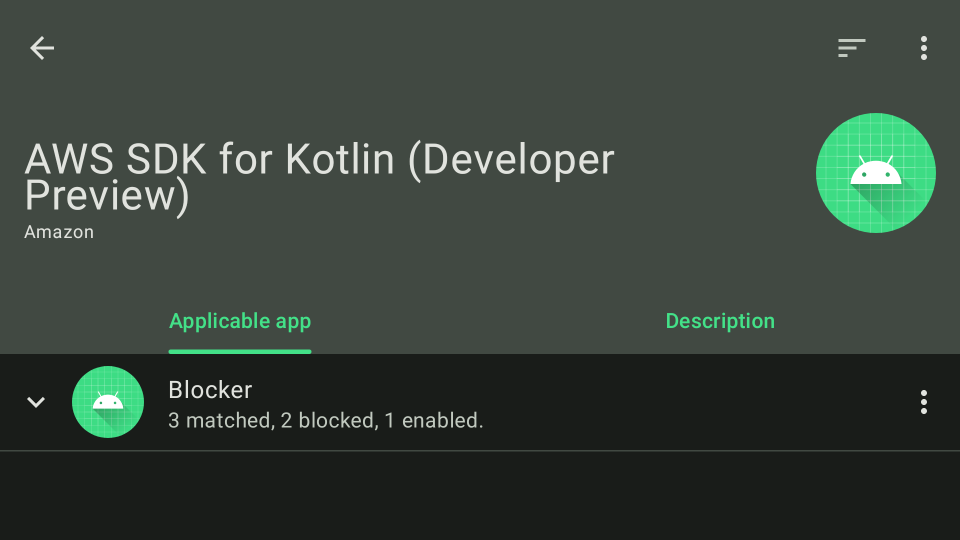 AWS SDK for Kotlin (Developer
Preview)
Amazon
Applicable app
Description
Blocker
3 matched, 2 blocked, 1 enabled.